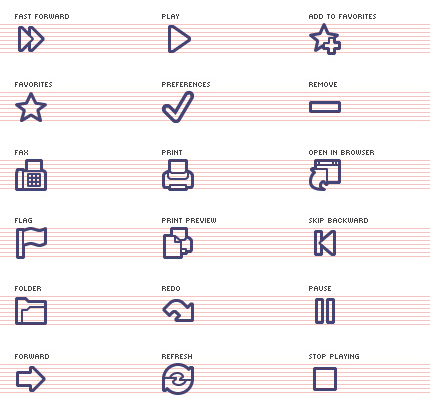 FAST FORWARD PLAY ADD TO FAVORITES
FAVORITES PREFERENCES REMOVE
FAX PRINT OPEN IN BROWSER
FLAG PRINT PREVIEW SKIP BACKWARD
FOLDER REDO PAUSE
FORWARD REFRESH STOP PLAYING